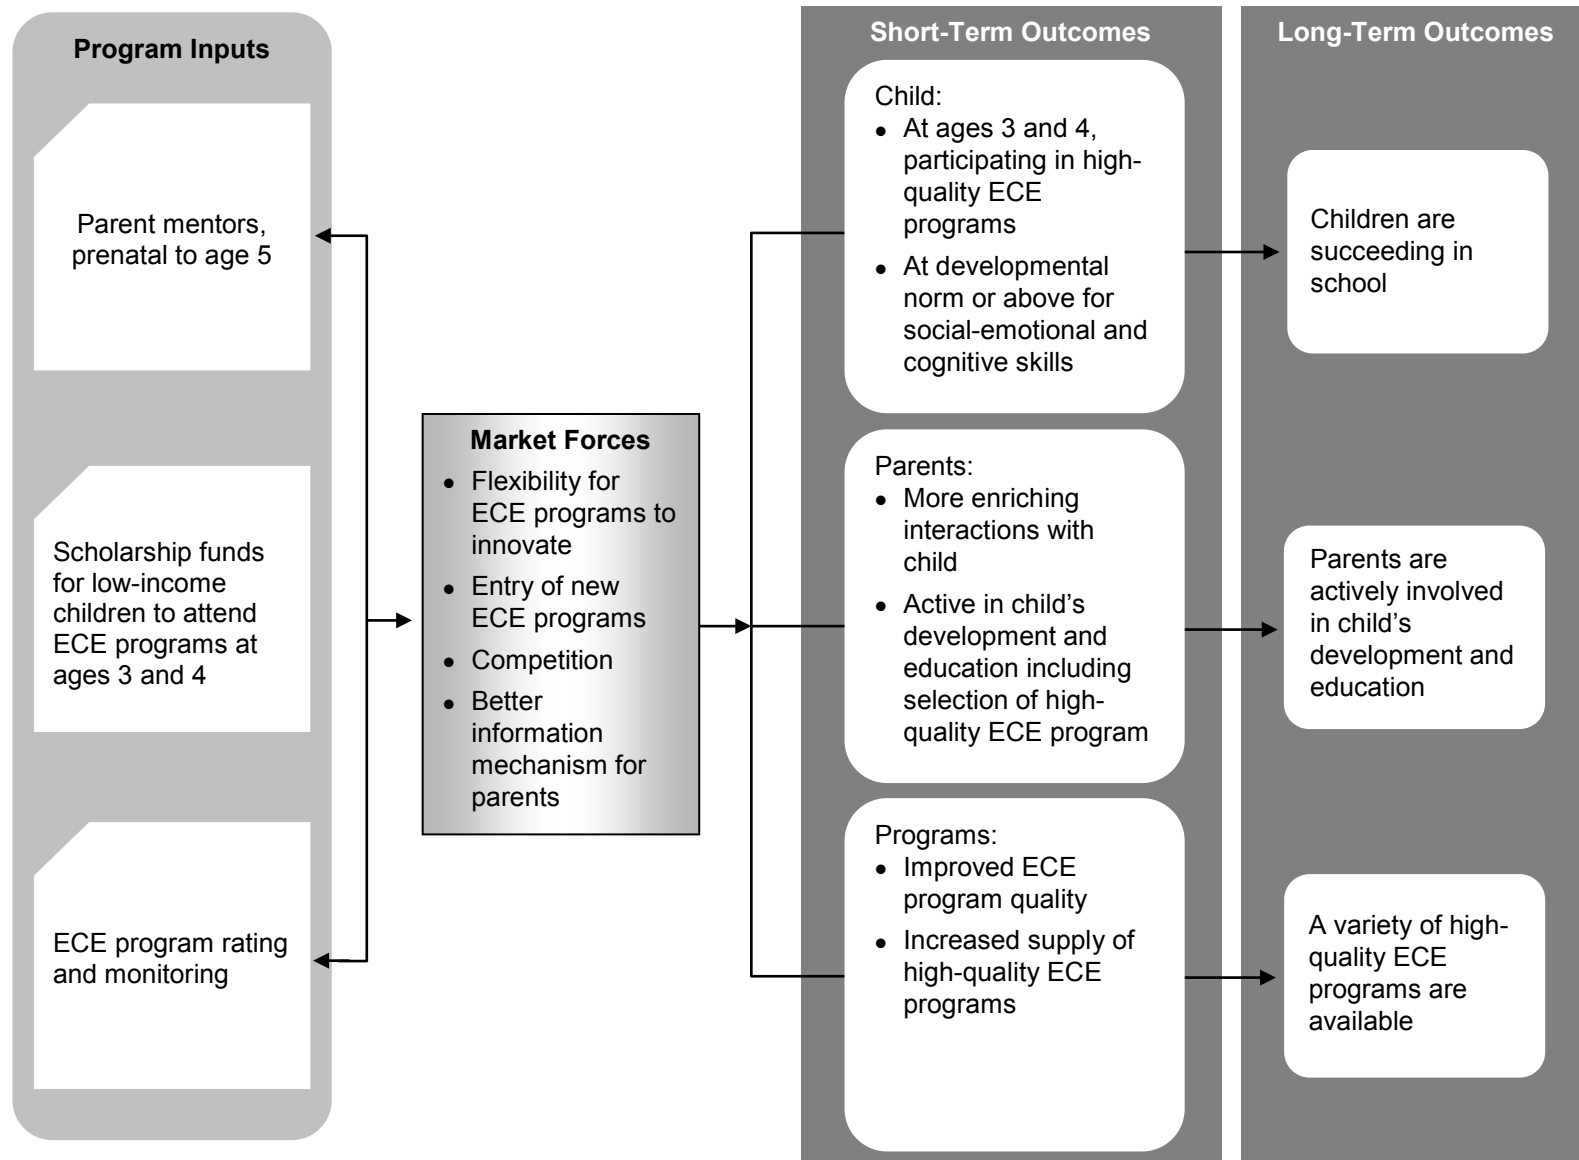 Program Inputs
Parent mentors,
prenatal to age 5
Scholarship funds
for low-income
children to attend
ECE programs at
ages 3 and 4
ECE program rating
and monitoring
Market Forces
• Flexibility for
ECE programs to
innovate
• Entry of new
ECE programs
• Competition
• Better
information
mechanism for
parents
Short-Term Outcomes
Child:
• At ages 3 and 4,
participating in high-
quality ECE
programs
• At developmental
norm or above for
social-emotional and
cognitive skills
Parents:
• More enriching
interactions with
child
• Active in child’s
development and
education including
selection of high-
quality ECE program
Programs:
• Improved ECE
program quality
• Increased supply of
high-quality ECE
programs
Long-Term Outcomes
Children are
succeeding in
school
Parents are
actively involved
in child’s
development and
education
A variety of high-
quality ECE
programs are
available